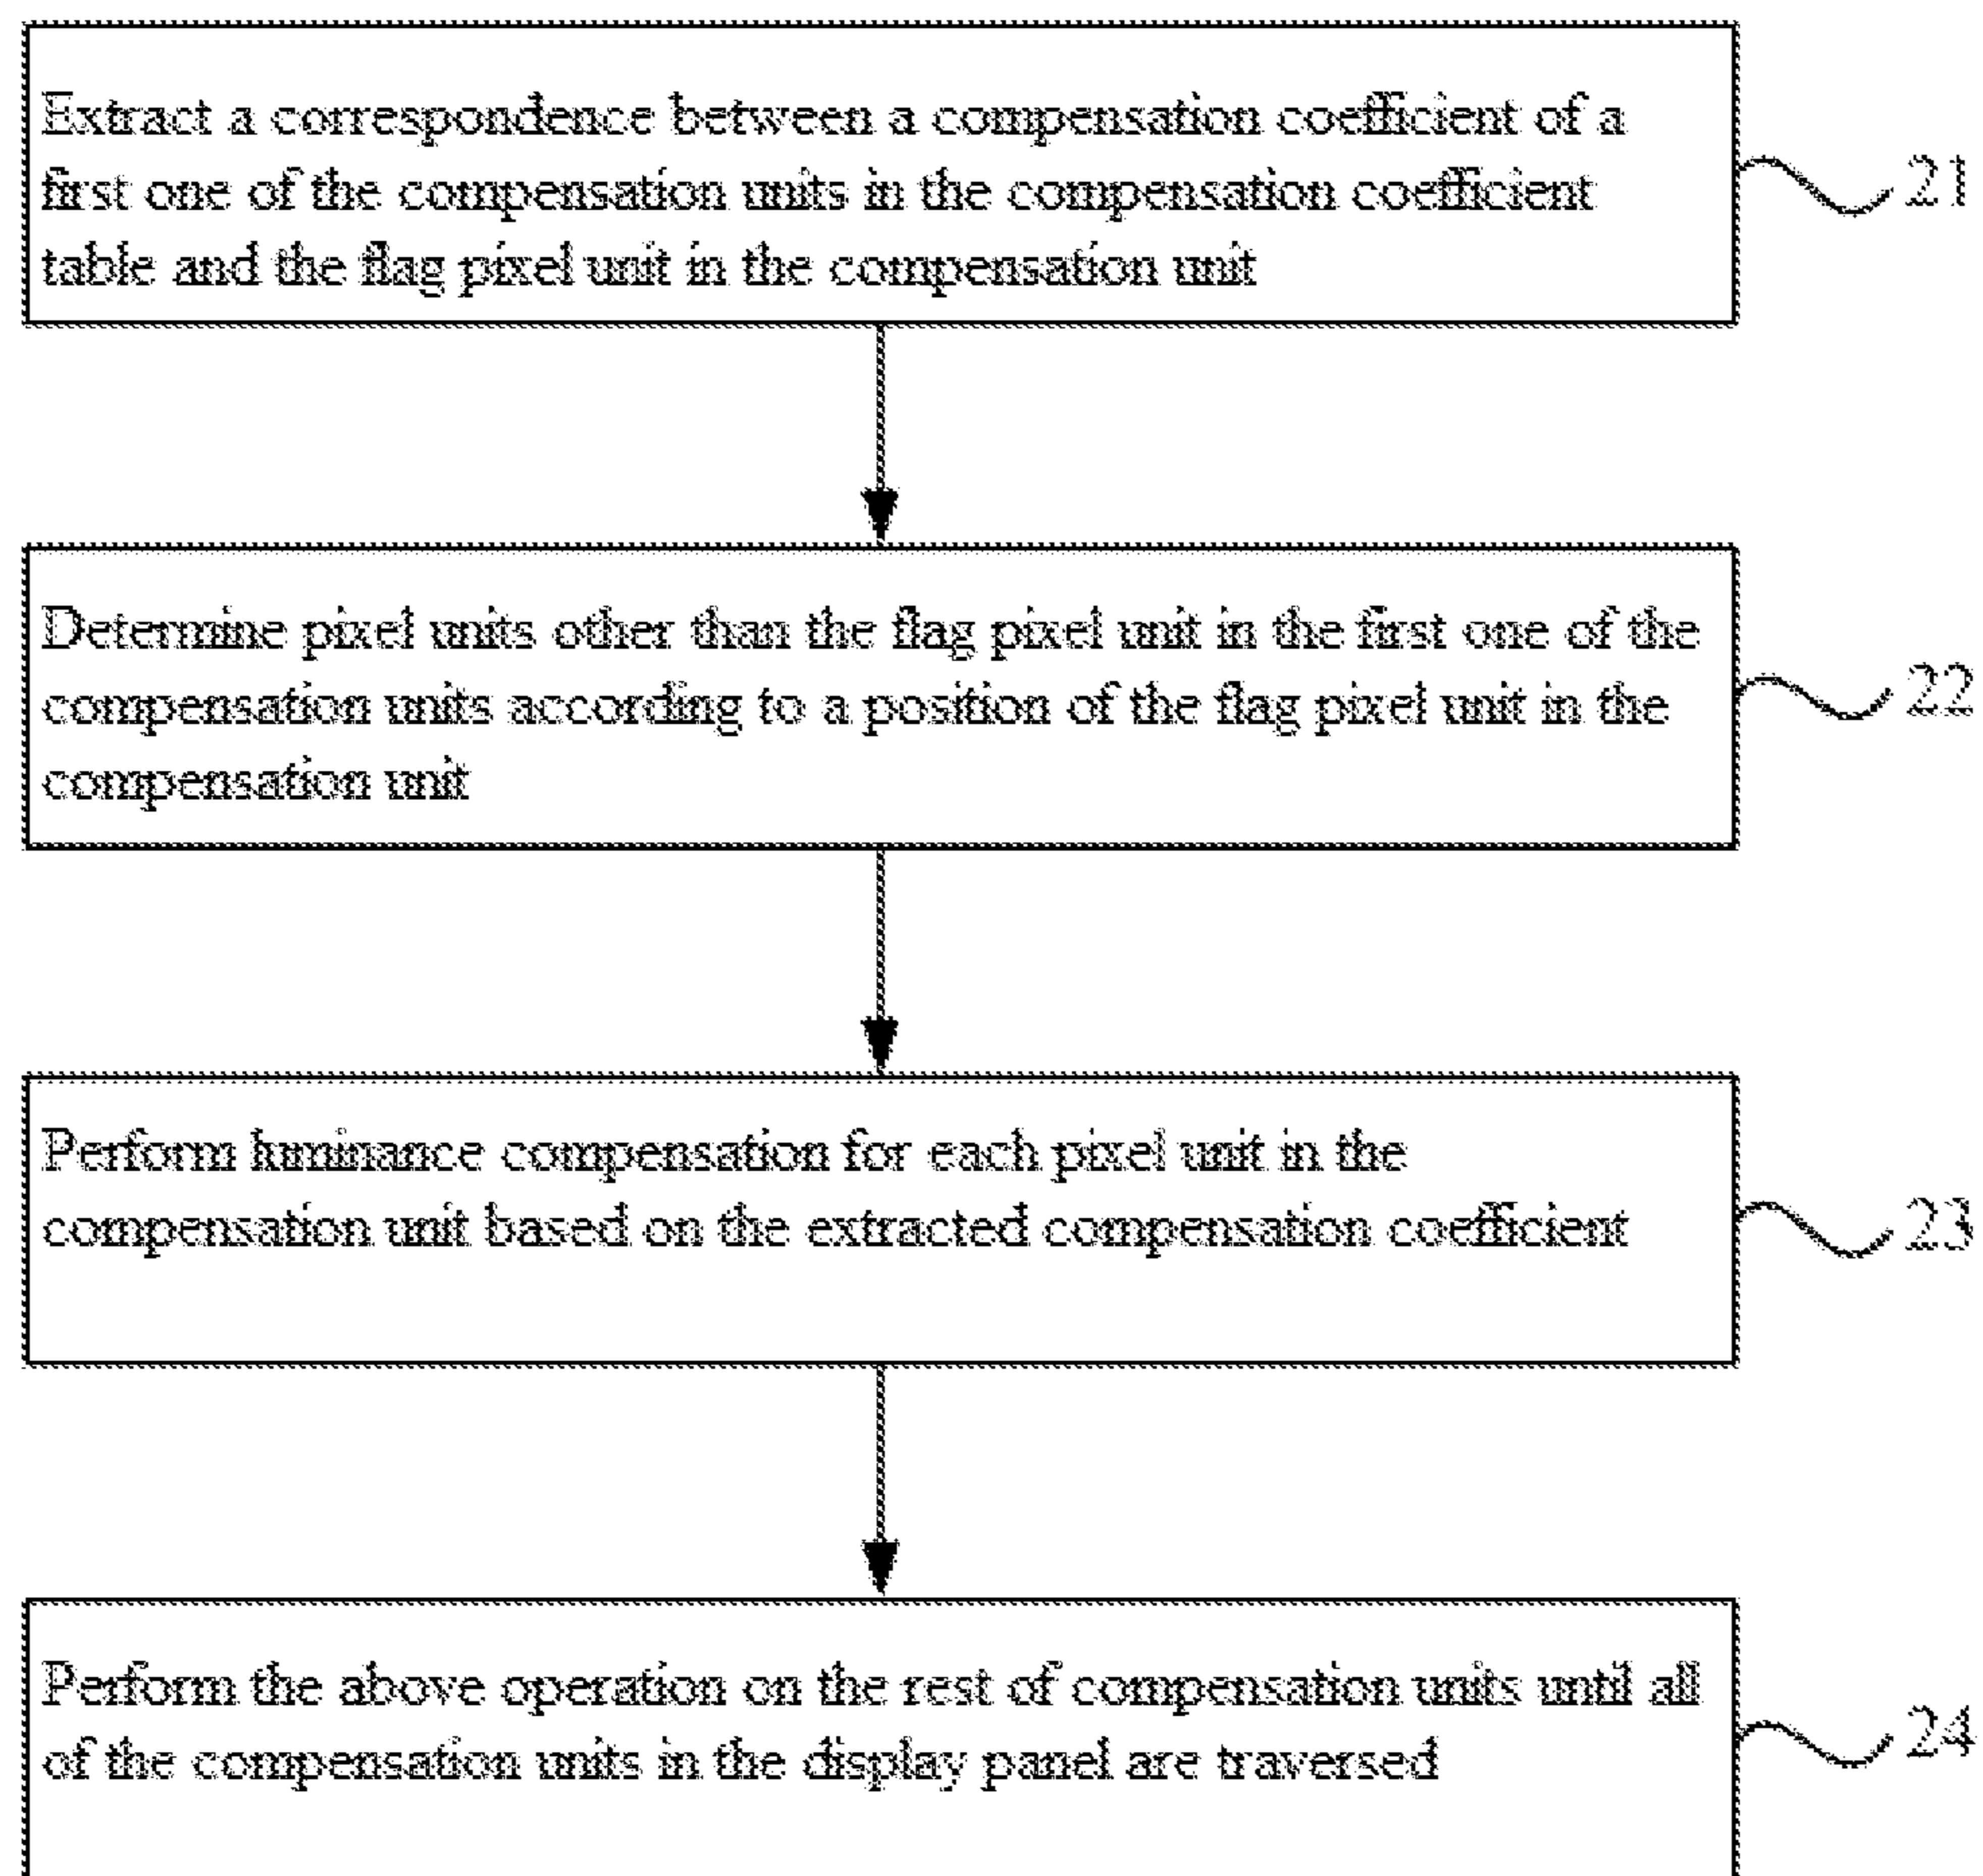 Extract a correspondence between a compensation coefficient of a
first one of the compensation units in the compensation coefficient
table and the flag pixel unit in the compensation unit
21
Determine pixel units other than the flag pixel unit in the first one of the
compensation units according to a position of the flag pixel unit in the
compensation unit
22
Perform luminance compensation for each pixel unit in the
compensation unit based on the extracted compensation coefficient
23
Perform the above operation on the rest of compensation units until all
of the compensation units in the display panel are traversed
24